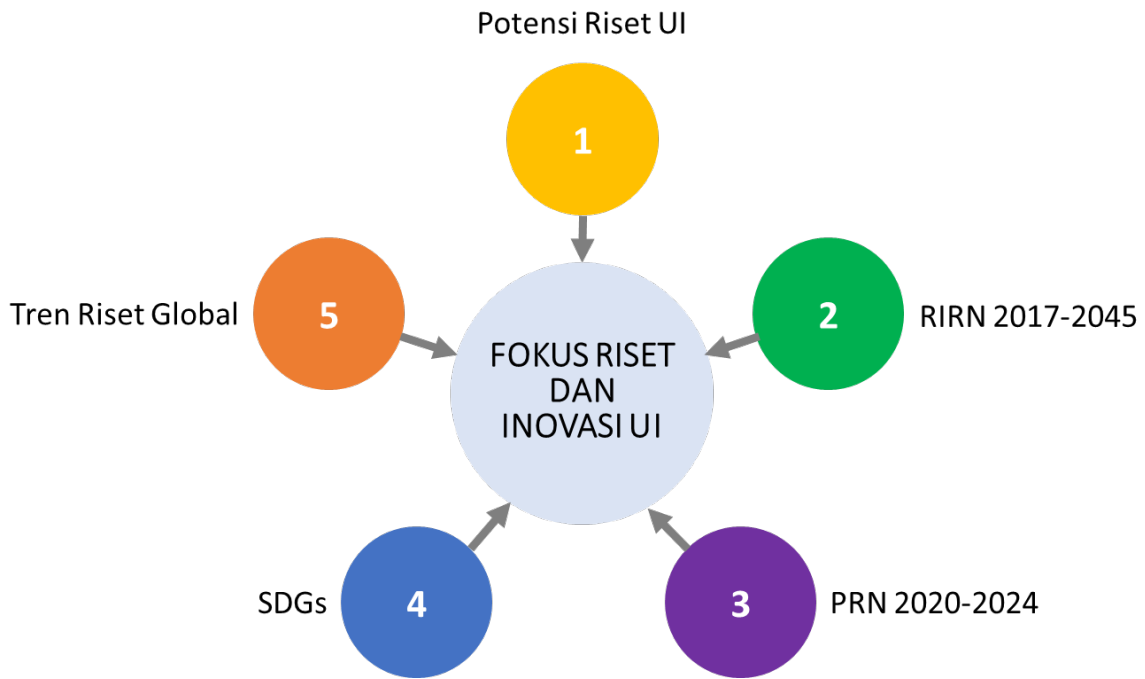 Potensi Riset UI
1
5
Tren Riset Global
2
RIRN 2017-2045
FOKUS RISET
DAN
INOVASI UI
SDGs
4
3
PRN 2020-2024